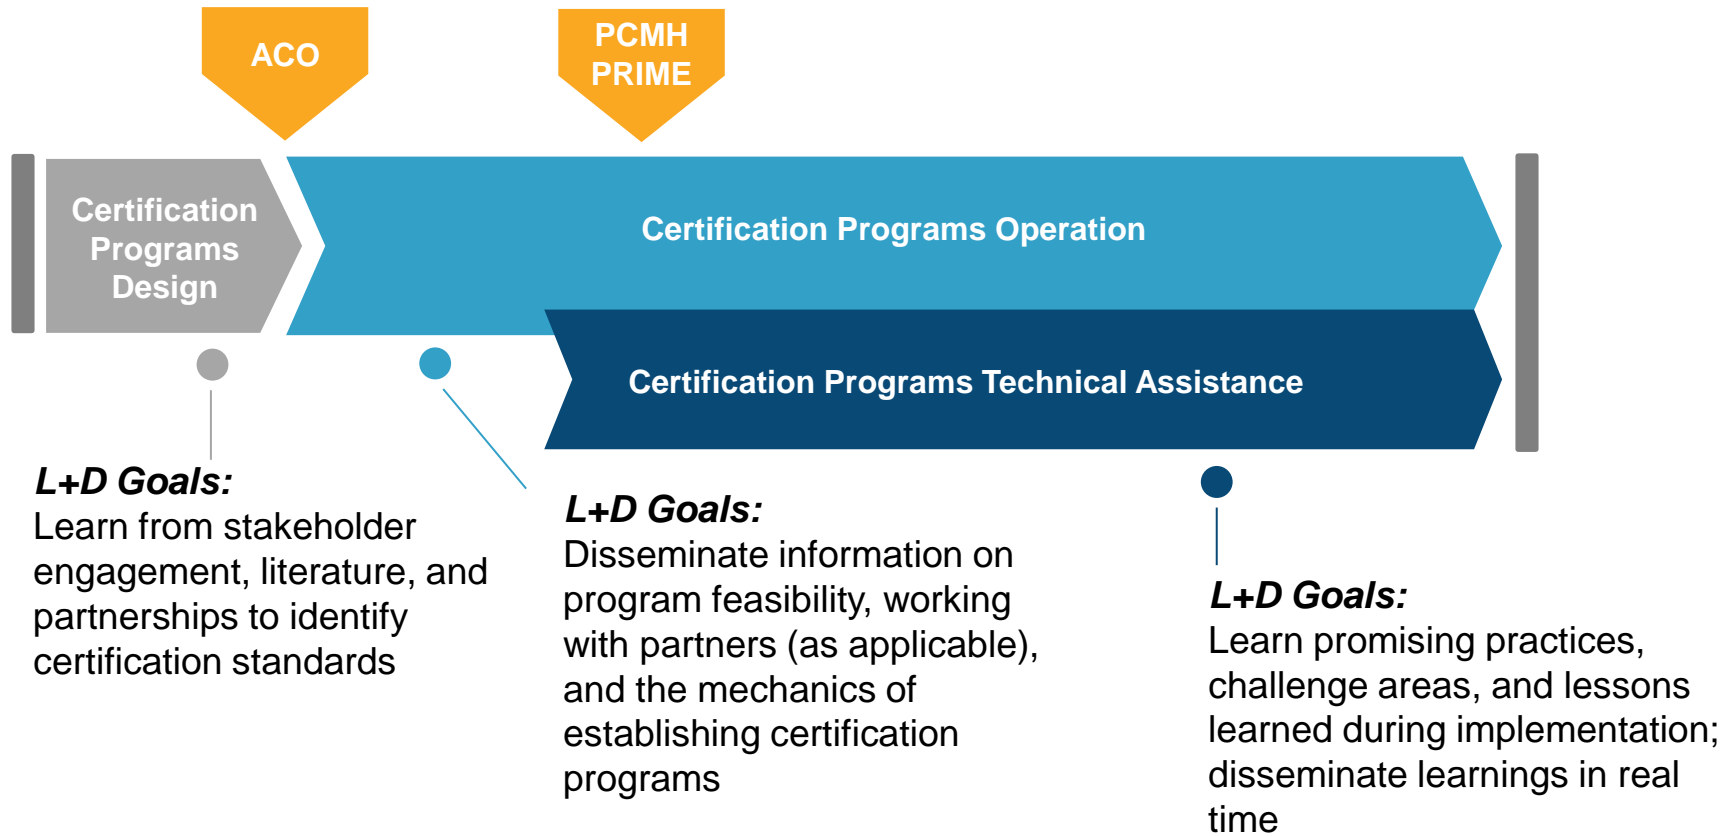 ACO
PCMH
PRIME
Certification
Programs
Design
Certification Programs Operation
Certification Programs Technical Assistance
L+D Goals:
Learn from stakeholder
engagement, literature, and
partnerships to identify
certification standards
L+D Goals:
Disseminate information on
program feasibility, working
with partners (as applicable),
and the mechanics of
establishing certification
programs
L+D Goals:
Learn promising practices,
challenge areas, and lessons
learned during implementation;
disseminate learnings in real
time